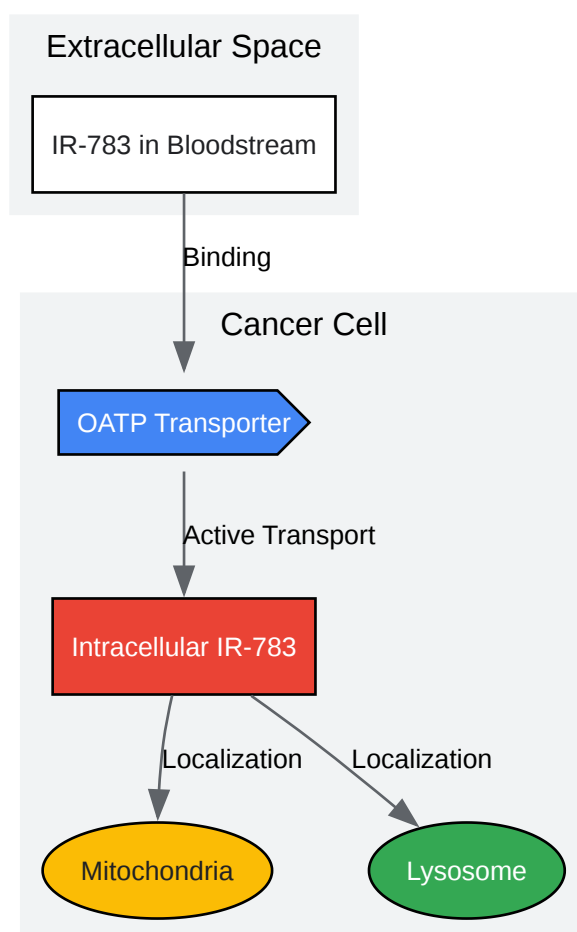 Extracellular Space
IR-783 in Bloodstream
Binding
Cancer Cell
OATP Transporter
Active Transport
Intracellular IR-783
Localization
Localization
Mitochondria
Lysosome